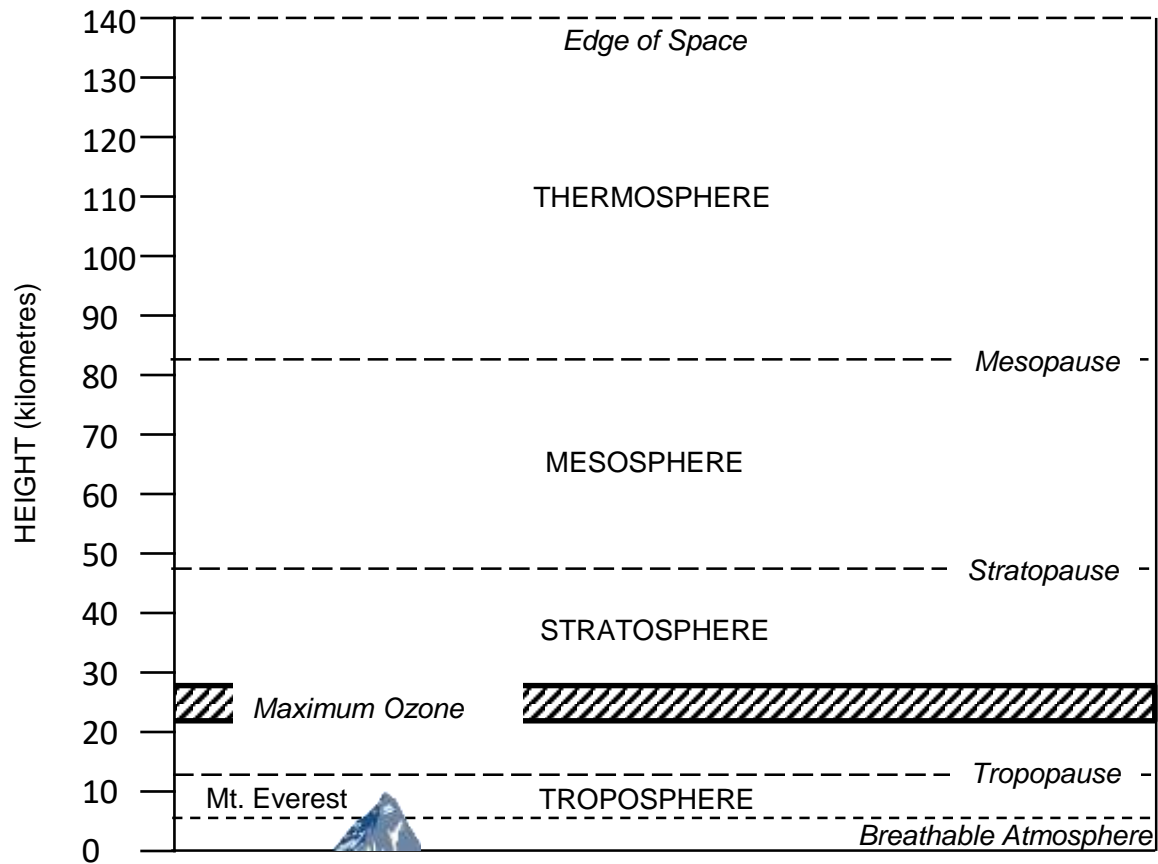 140
Edge of Space
130
120
110
THERMOSPHERE
100
90
Mesopause
80
70
MESOSPHERE
60
HEIGHT (kilometres)
50
Stratopause
40
STRATOSPHERE
30
Maximum Ozone
20
Tropopause
10
Mt. Everest
TROPOSPHERE
Breathable Atmosphere
0